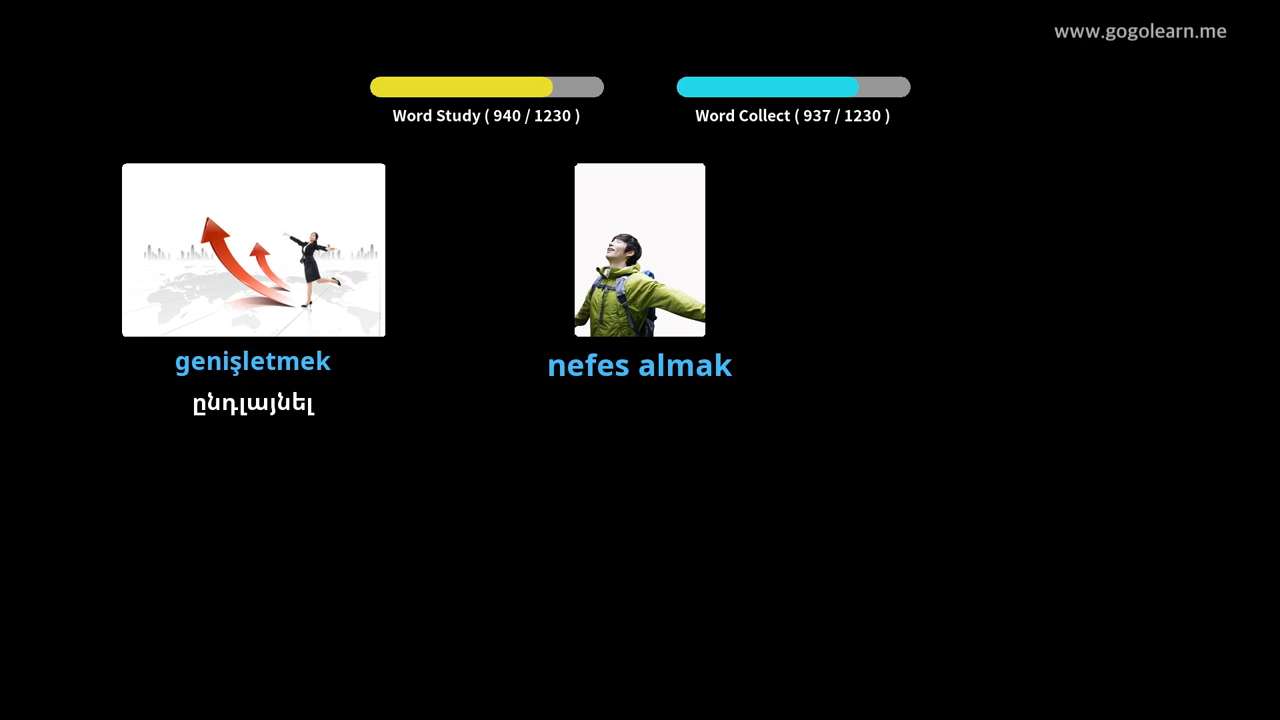 www.gogolearn.me
Word Study ( 940 / 1230 )
Word Collect ( 937 / 1230 )
genişletmek
ընդլայնել
nefes almak